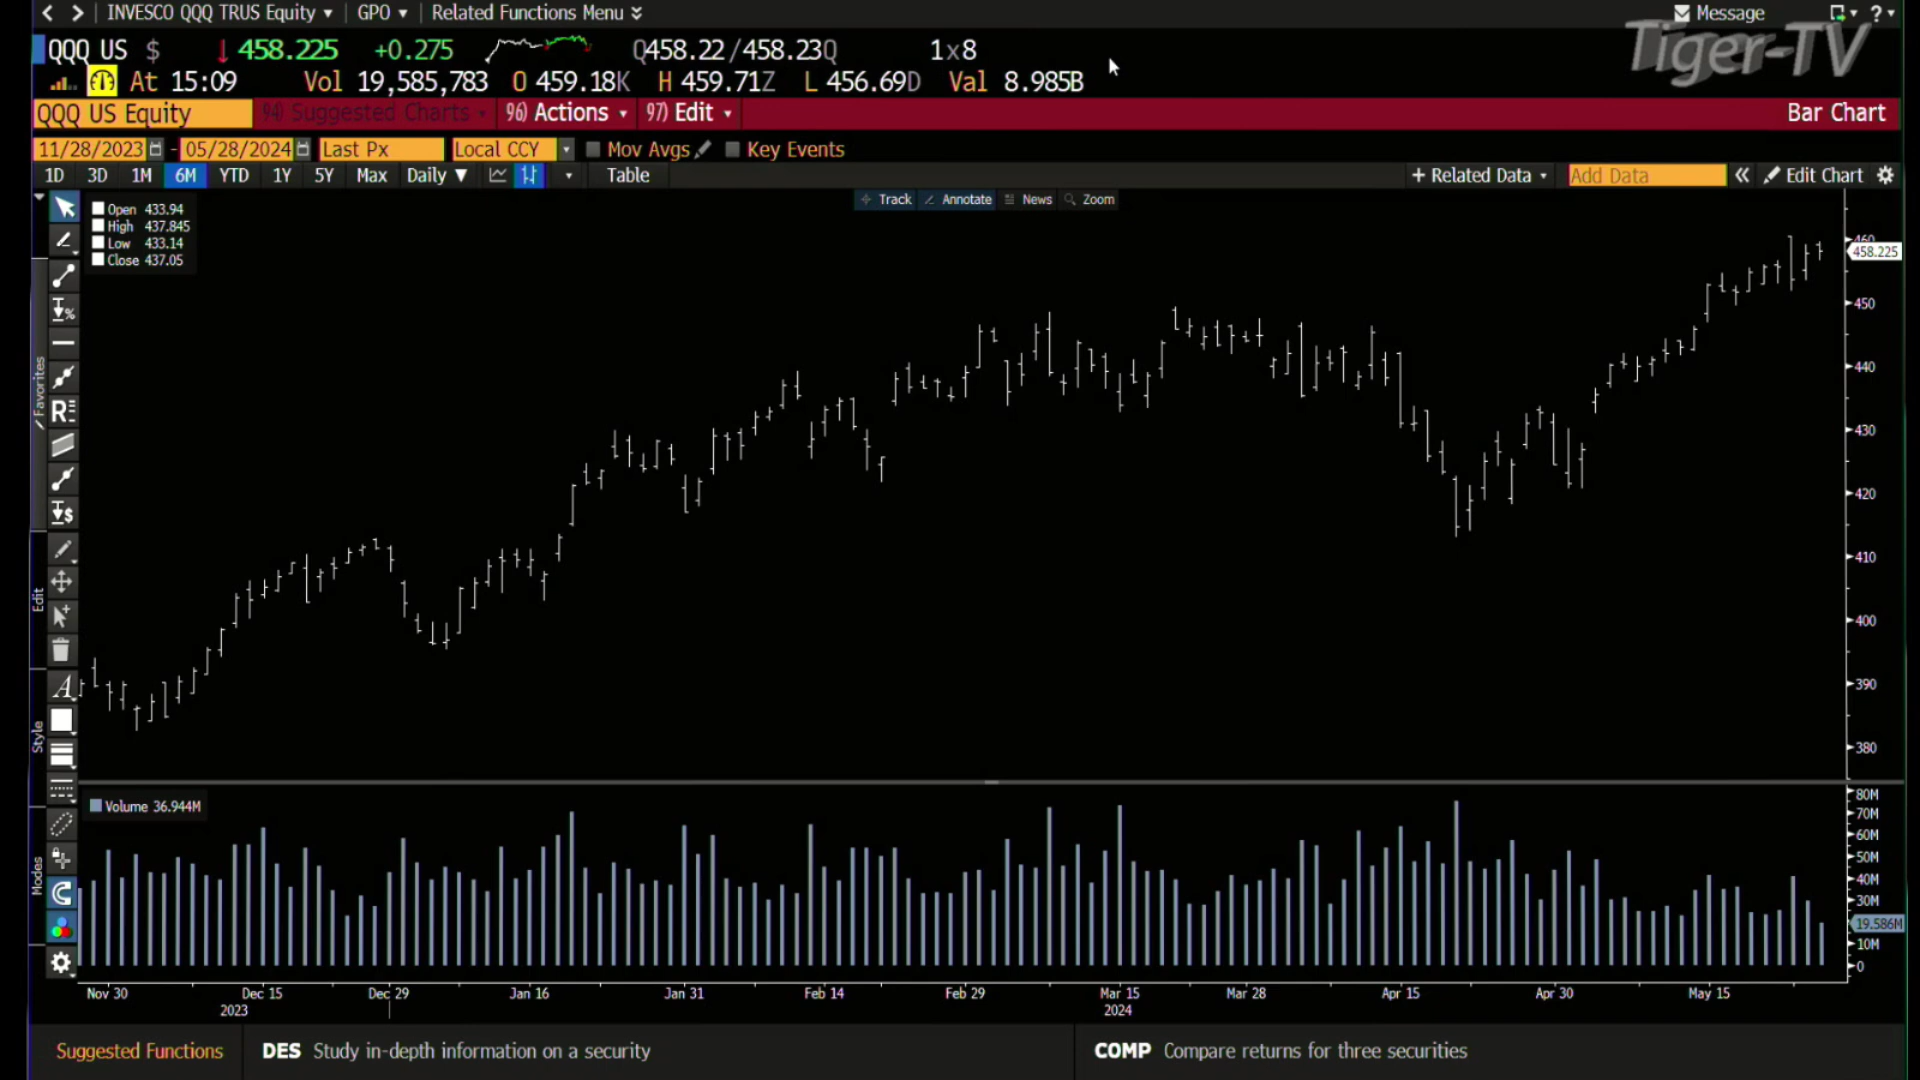 INVESCO QQQ TRUS Equity GPO Related Functions Menu Message ?
Tiger-TV
QQQ US $ 458.225 +0.275 Q458.22 /458.23Q 1x8
At 15:09 Vol 19,585,783 O 459.18K H 459.71Z L 456.69D Val 8.985B
QQQ US Equity 94) Suggested Charts 96) Actions 97) Edit Bar Chart
11/28/2023 - 05/28/2024 Last Px Local CCY Mov Avgs Key Events
1D 3D 1M 6M YTD 1Y 5Y Max Daily Table + Related Data Add Data Edit Chart
Track Annotate News Zoom
Open 433.94
High 437.845
Low 433.14
Close 437.05
460
458.225
450
440
430
420
410
400
390
380
Favorites
Edit
Style
Modes
Volume 36.944M
80M
70M
60M
50M
40M
30M
19.586M
10M
0
Nov 30 Dec 15 Dec 29 Jan 16 Jan 31 Feb 14 Feb 29 Mar 15 Mar 28 Apr 15 Apr 30 May 15
2023 2024
Suggested Functions DES Study in-depth information on a security COMP Compare returns for three securities